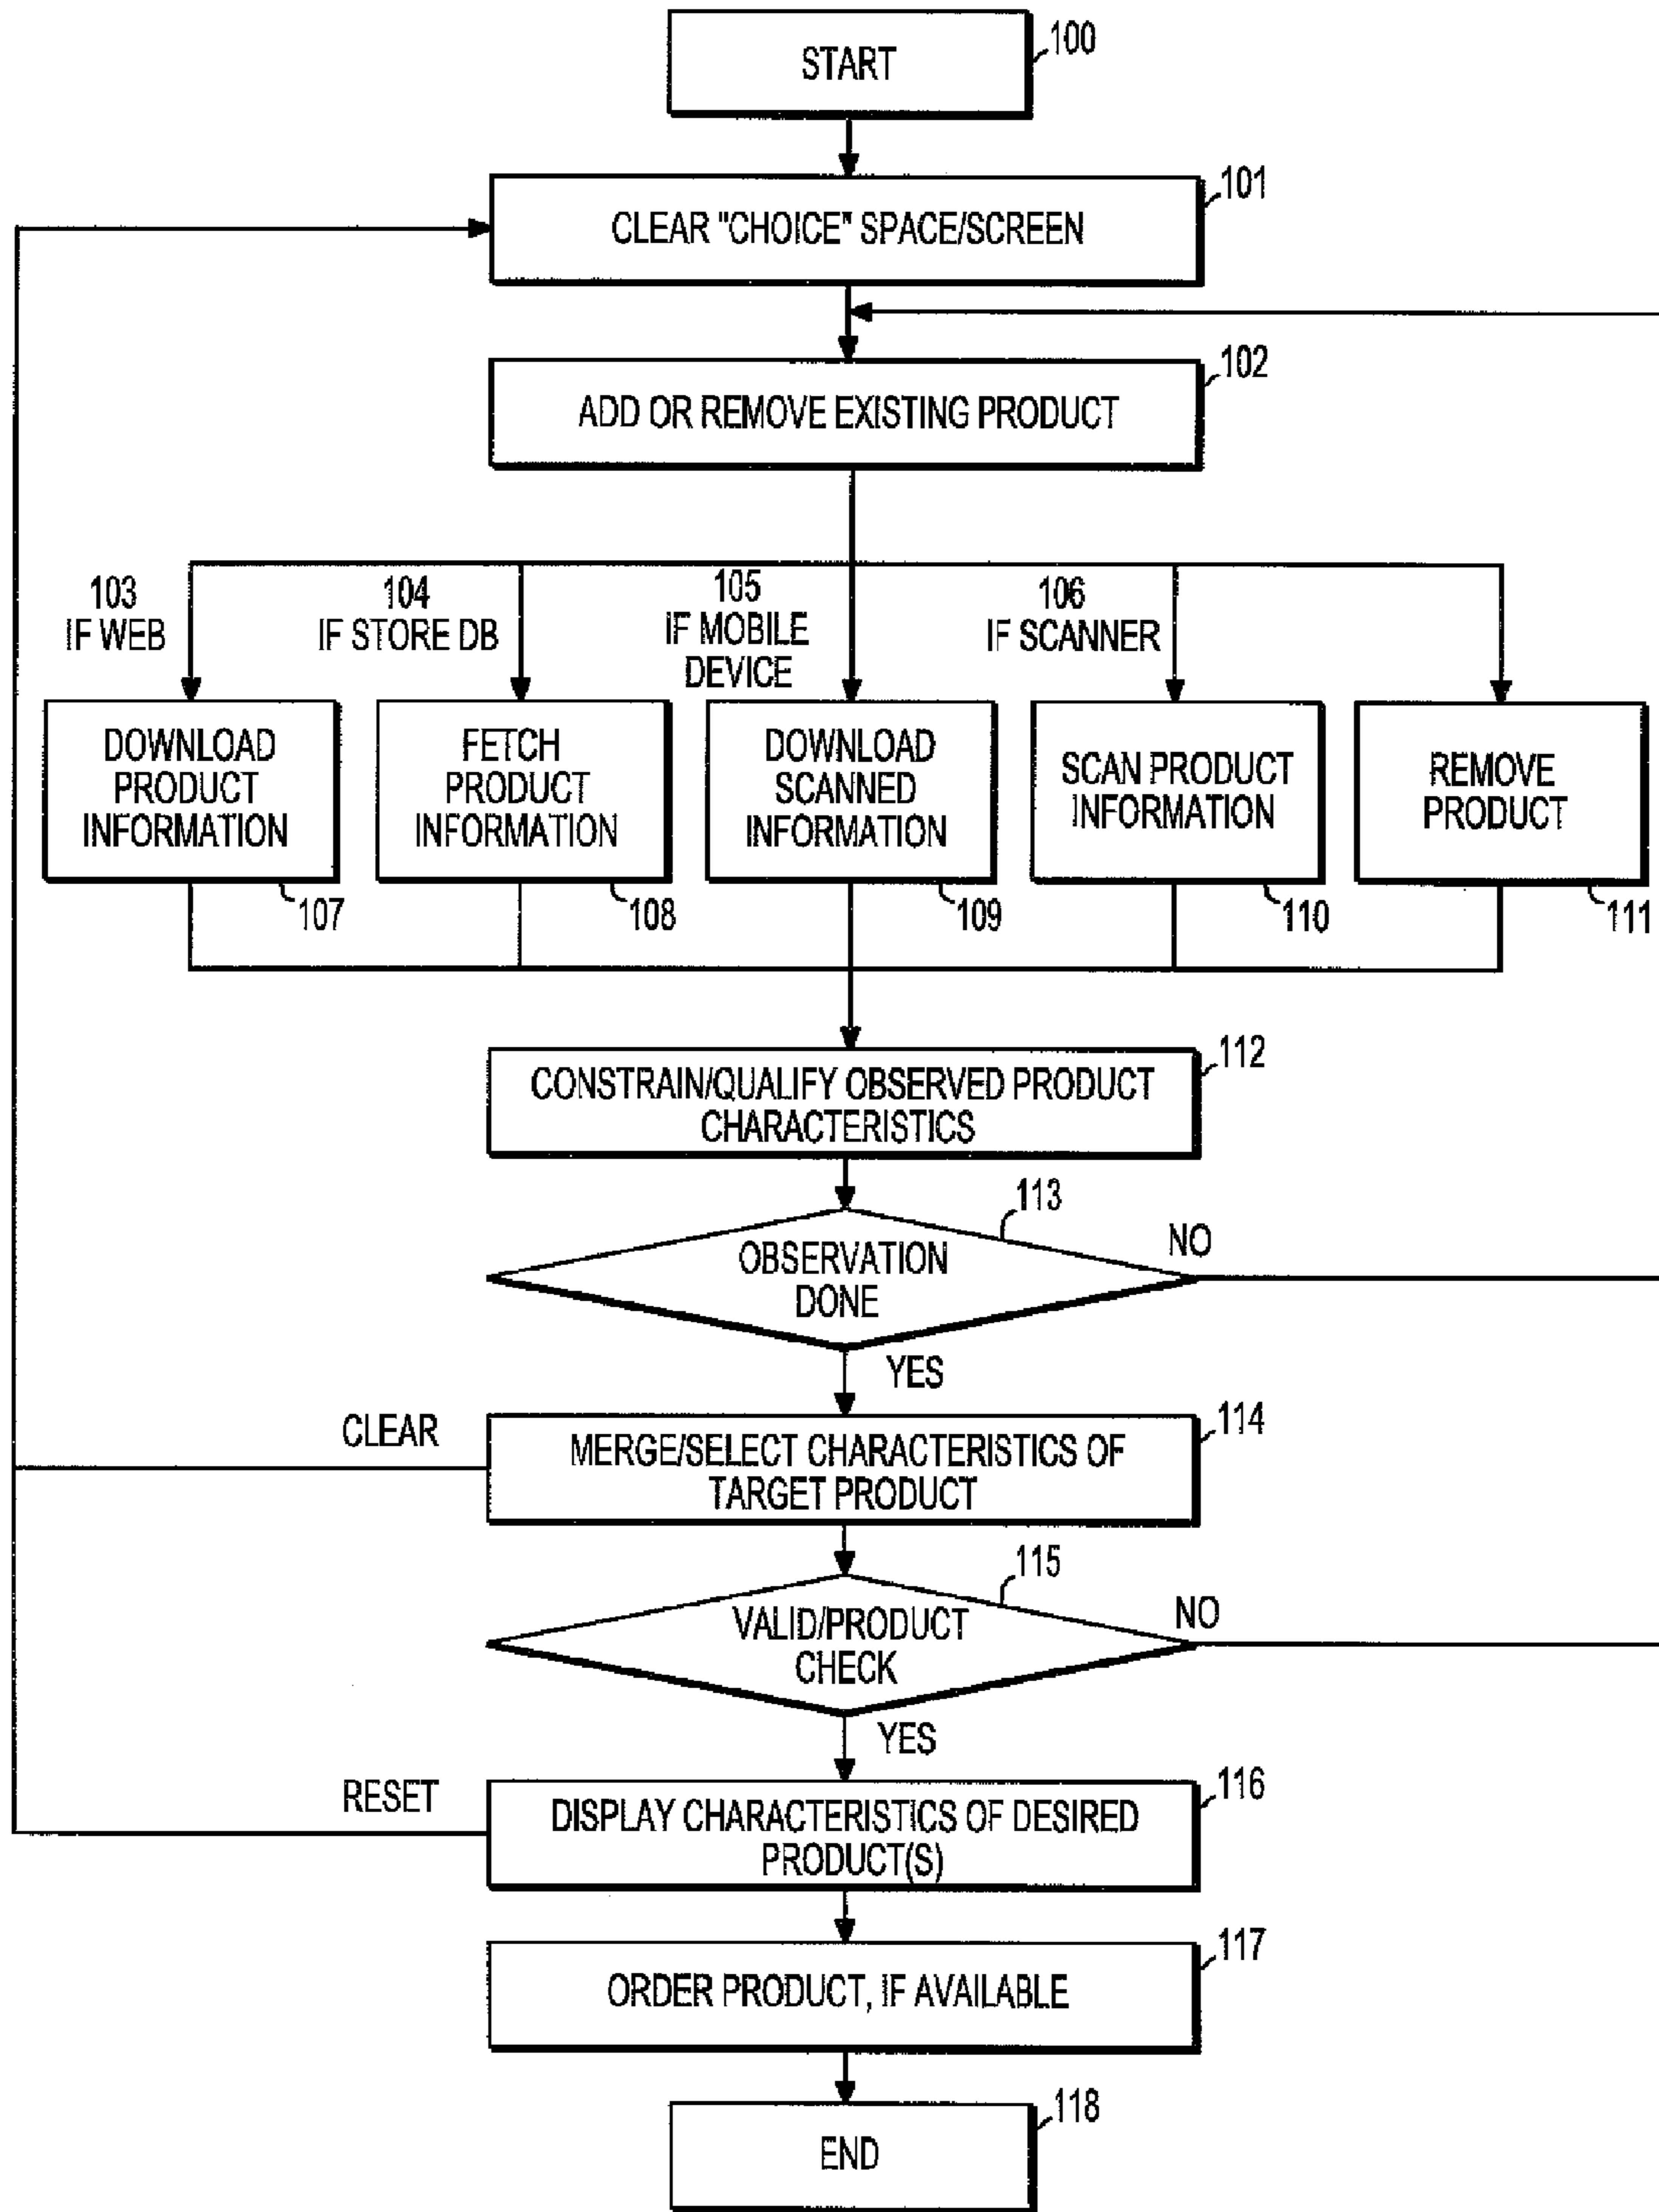 START
100
CLEAR "CHOICE" SPACE/SCREEN
101
ADD OR REMOVE EXISTING PRODUCT
102
103
IF WEB
104
IF STORE DB
105
IF MOBILE
DEVICE
106
IF SCANNER
DOWNLOAD
PRODUCT
INFORMATION
107
FETCH
PRODUCT
INFORMATION
108
DOWNLOAD
SCANNED
INFORMATION
109
SCAN PRODUCT
INFORMATION
110
REMOVE
PRODUCT
111
CONSTRAIN/QUALIFY OBSERVED PRODUCT
CHARACTERISTICS
112
OBSERVATION
DONE
113
NO
YES
CLEAR
MERGE/SELECT CHARACTERISTICS OF
TARGET PRODUCT
114
VALID/PRODUCT
CHECK
115
NO
YES
RESET
DISPLAY CHARACTERISTICS OF DESIRED
PRODUCT(S)
116
ORDER PRODUCT, IF AVAILABLE
117
END
118